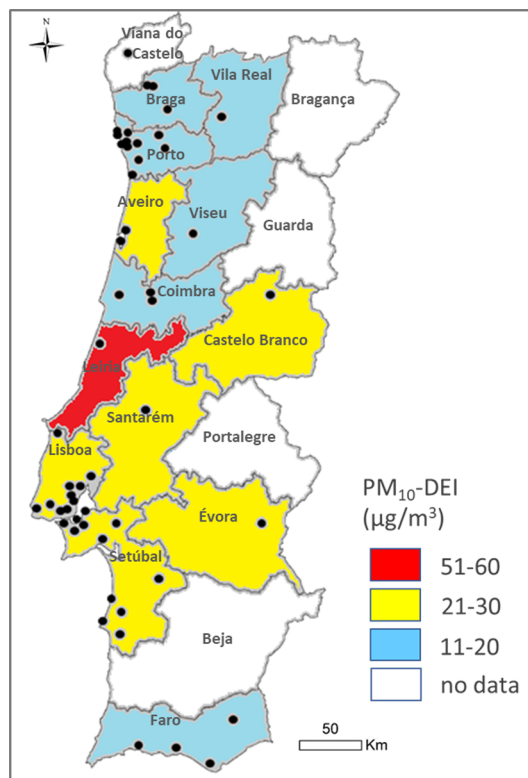 N
Viana do
Castelo
Vila Real
Bragança
Braga
Porto
Aveiro
Viseu
Guarda
Coimbra
Castelo Branco
Leiria
Santarém
Portalegre
Lisboa
Évora
Setúbal
Beja
Faro
PM₁₀-DEI
(µg/m³)
51-60
21-30
11-20
no data
50
Km